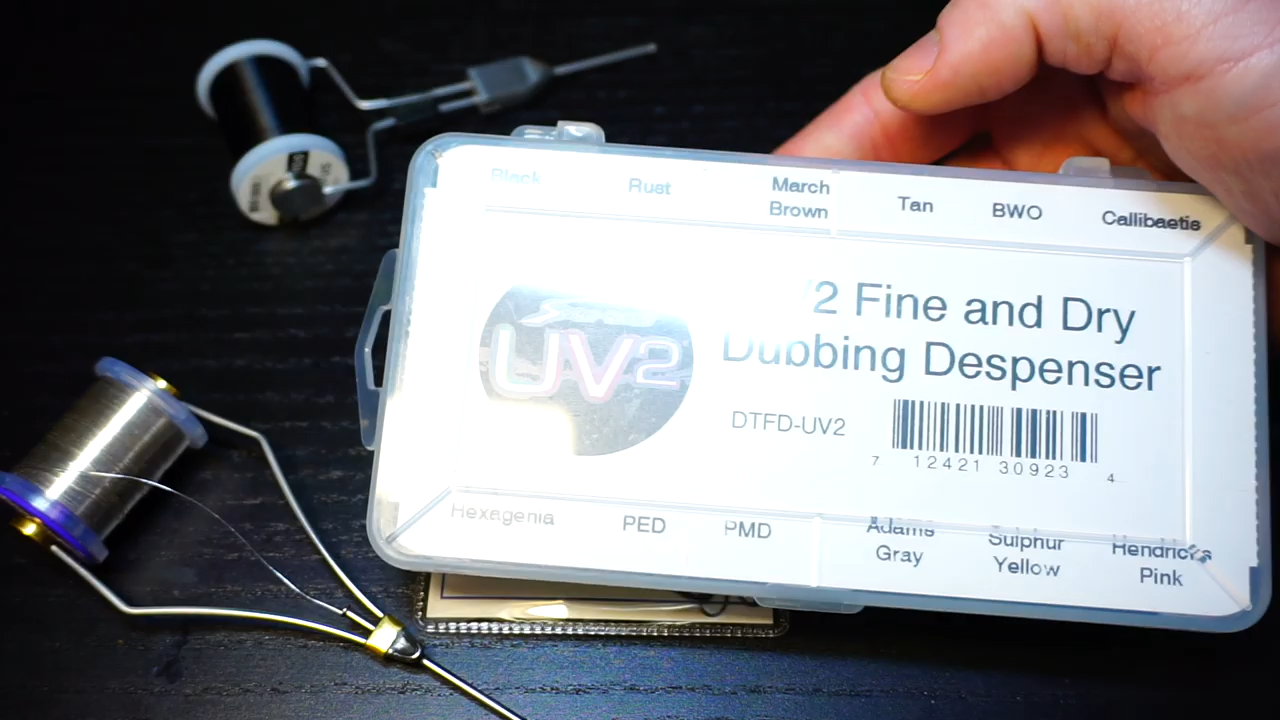 Black
Rust
March
Brown
Tan
BWO
Callibaetis
UV2
2 Fine and Dry
Dubbing Despenser
DTFD-UV2
7 12421 30923 4
Hexagenia
PED
PMD
Adams
Gray
Sulphur
Yellow
Hendricks
Pink